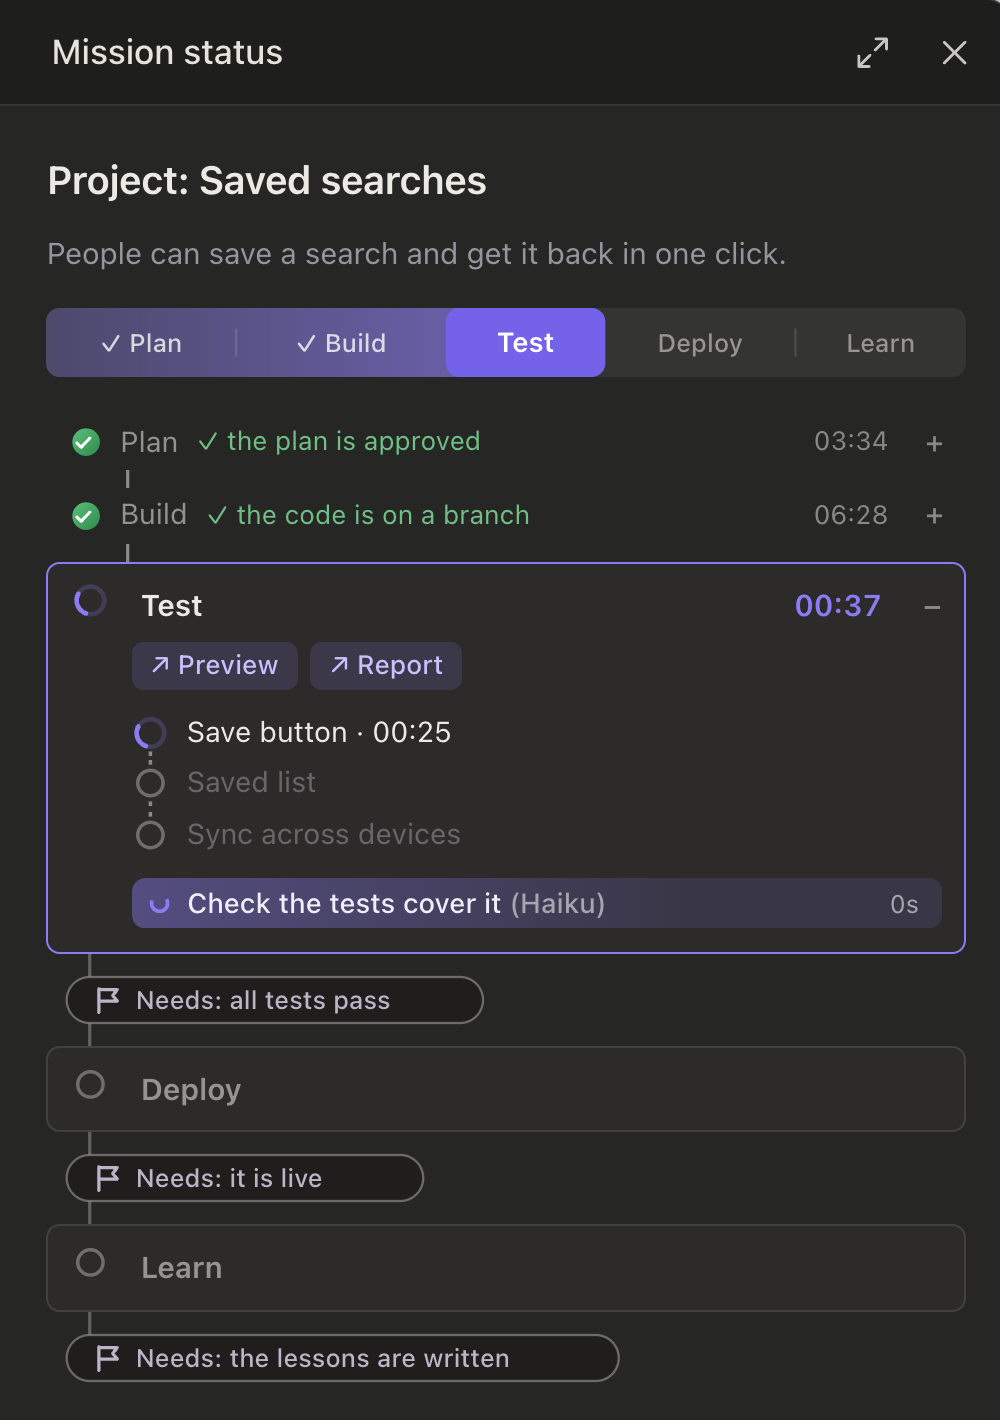 Mission status
Project: Saved searches
People can save a search and get it back in one click.
✓ Plan ✓ Build Test Deploy Learn
Plan ✓ the plan is approved 03:34 +
Build ✓ the code is on a branch 06:28 +
Test 00:37 −
↗ Preview ↗ Report
Save button · 00:25
Saved list
Sync across devices
Check the tests cover it (Haiku) 0s
Needs: all tests pass
Deploy
Needs: it is live
Learn
Needs: the lessons are written